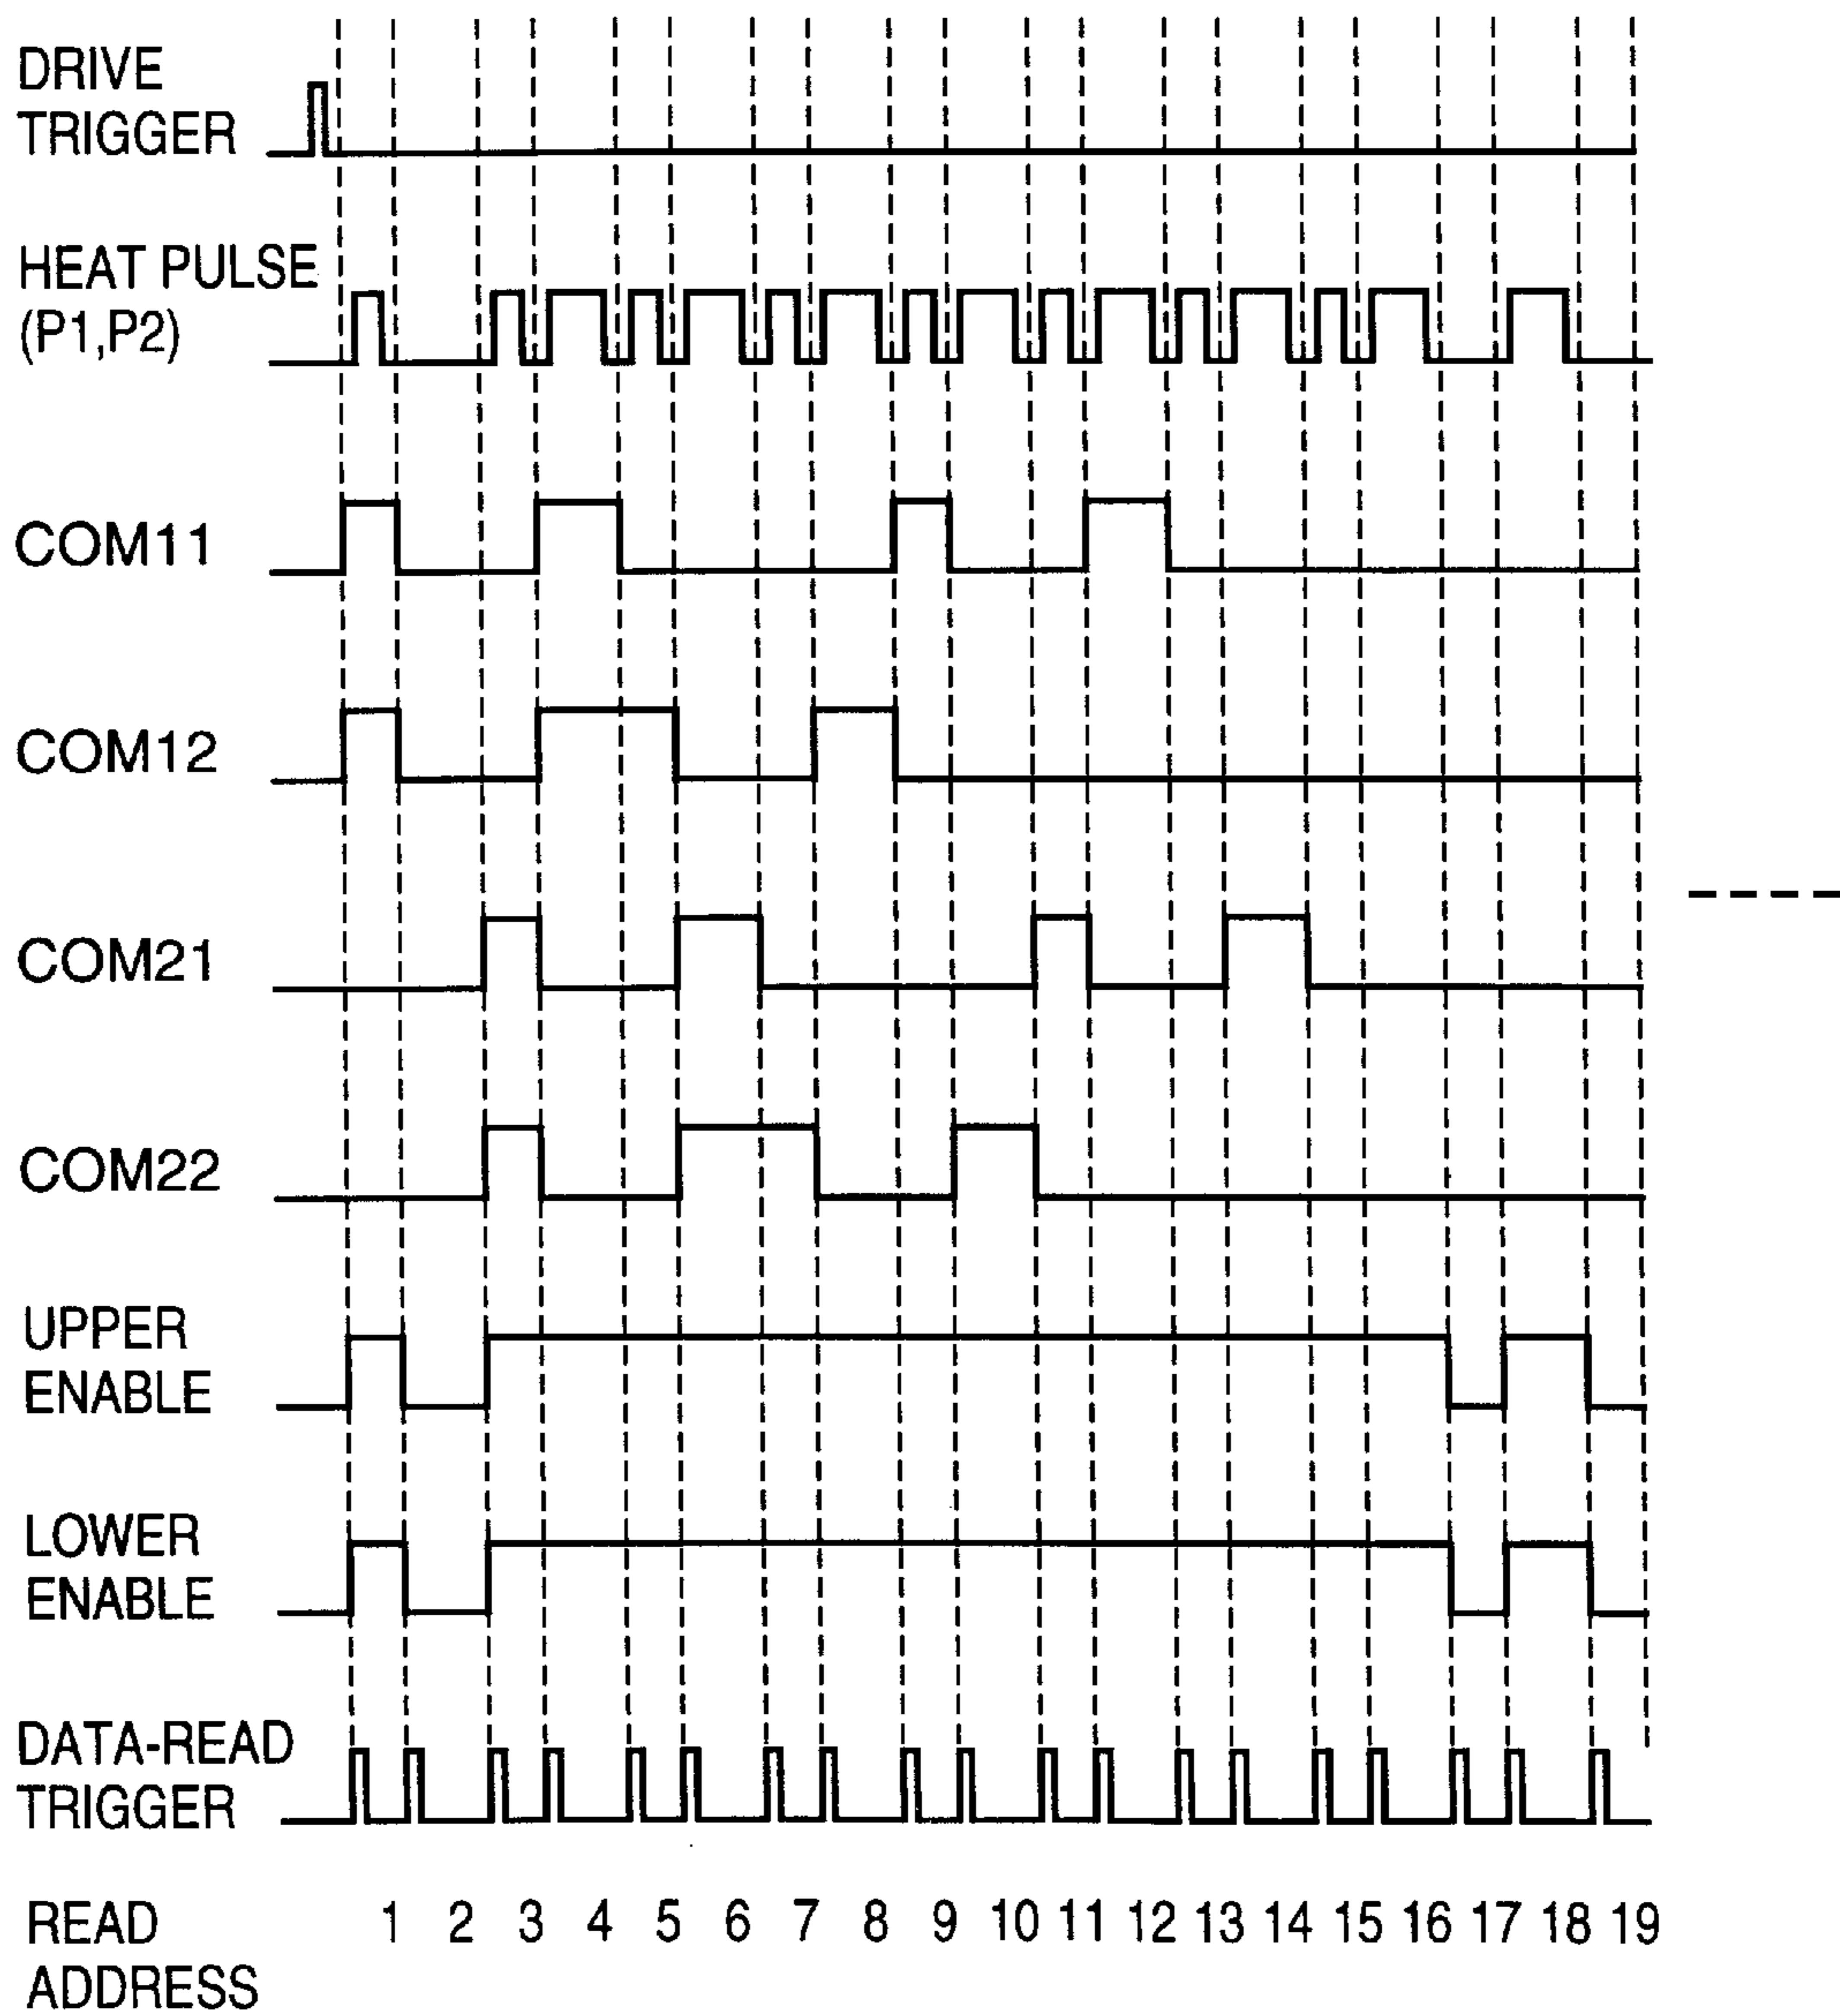 DRIVE
TRIGGER
HEAT PULSE
(P1,P2)
COM11
COM12
COM21
COM22
UPPER
ENABLE
LOWER
ENABLE
DATA-READ
TRIGGER
READ 1 2 3 4 5 6 7 8 9 10 11 12 13 14 15 16 17 18 19
ADDRESS